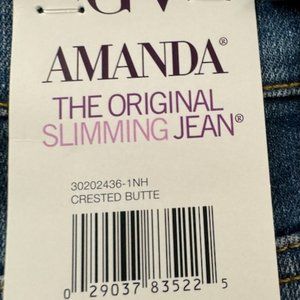 AMANDA®
THE ORIGINAL
SLIMMING JEAN®
30202436-1NH
CRESTED BUTTE
0 29037 83522 5